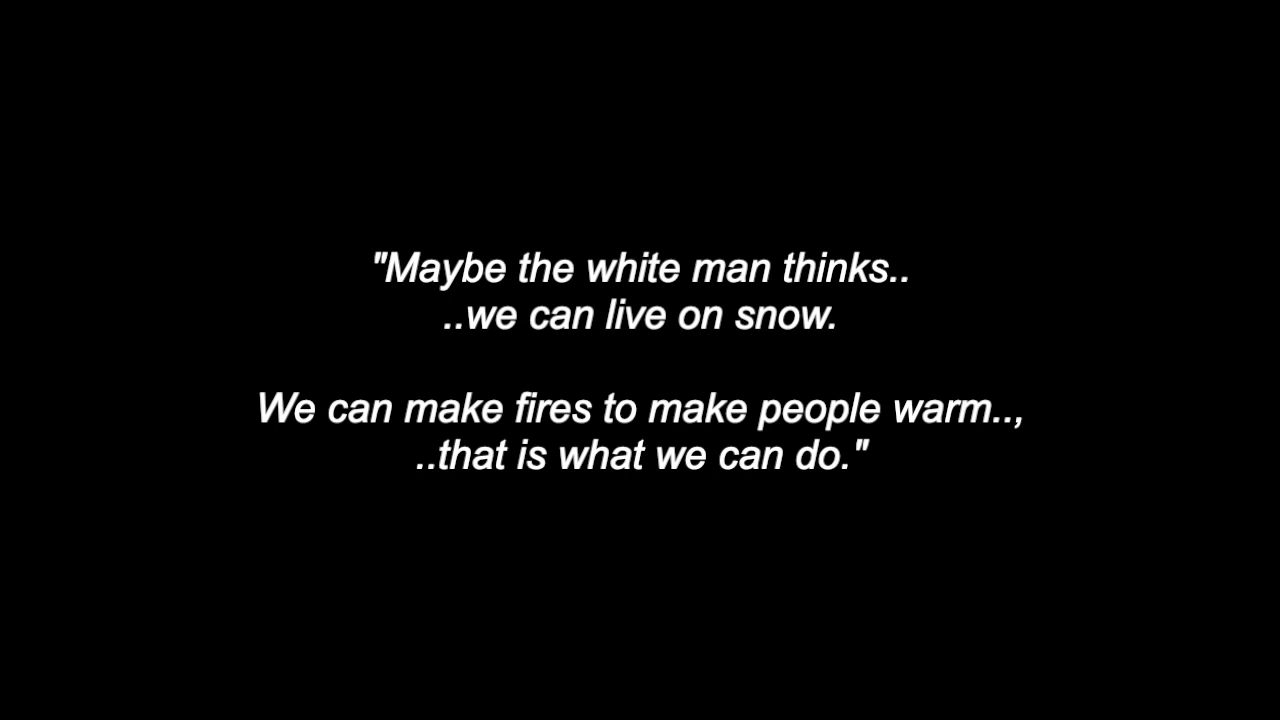 "Maybe the white man thinks..
..we can live on snow.
We can make fires to make people warm..,
..that is what we can do."